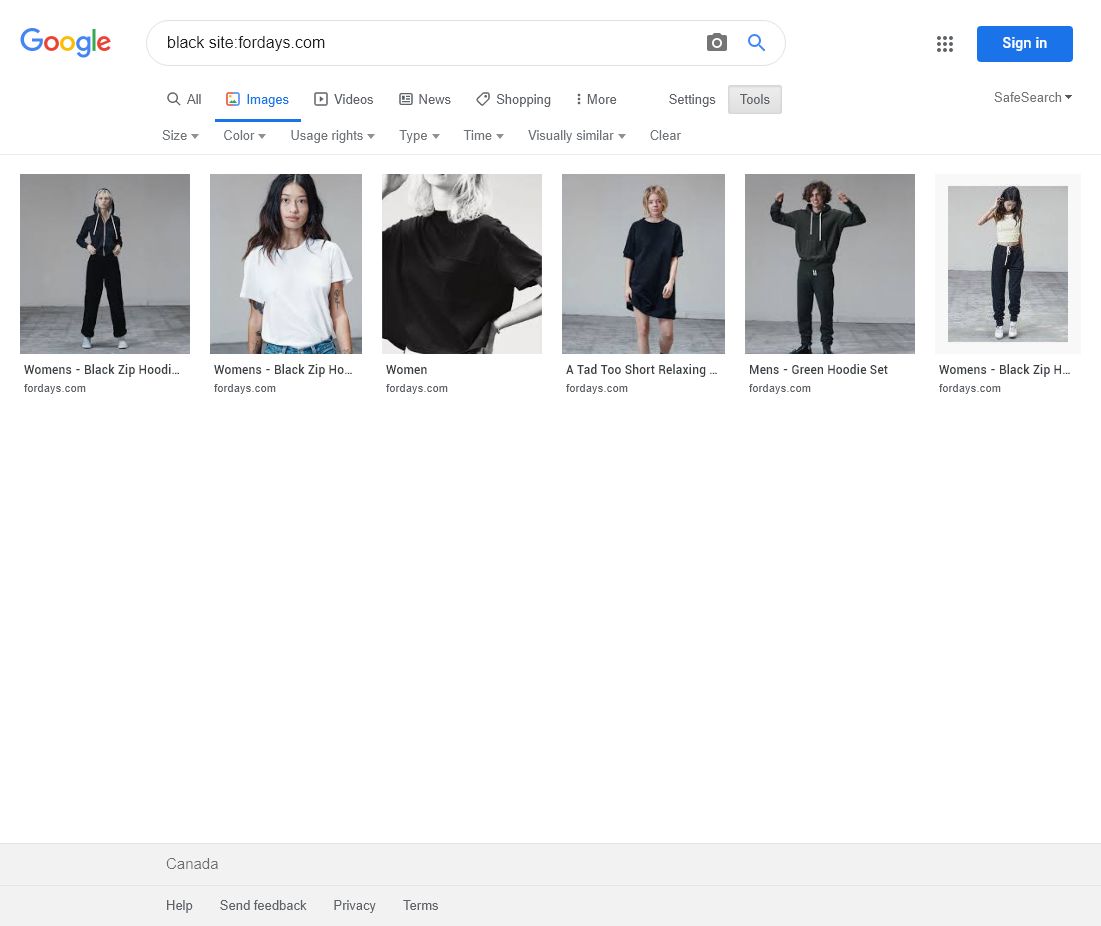 Google
black site:fordays.com
Sign in
All
Images
Videos
News
Shopping
More
Settings
Tools
SafeSearch
Size
Color
Usage rights
Type
Time
Visually similar
Clear
Womens - Black Zip Hoodi...
fordays.com
Womens - Black Zip Ho...
fordays.com
Women
fordays.com
A Tad Too Short Relaxing ...
fordays.com
Mens - Green Hoodie Set
fordays.com
Womens - Black Zip H...
fordays.com
Canada
Help
Send feedback
Privacy
Terms